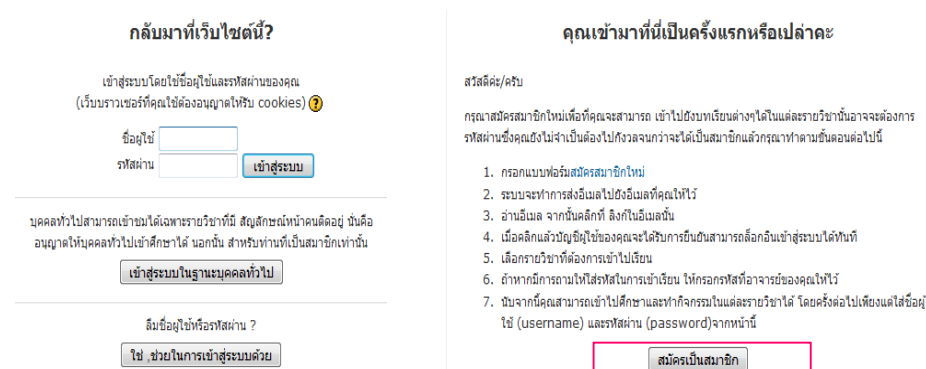 กลับมาที่เว็บไซต์นี้?
เข้าสู่ระบบโดยใช้ชื่อผู้ใช้และรหัสผ่านของคุณ
(เว็บบราวเซอร์ที่คุณใช้ต้องอนุญาตให้รับ cookies) ?
ชื่อผู้ใช้
รหัสผ่าน เข้าสู่ระบบ
บุคคลทั่วไปสามารถเข้าชมได้เฉพาะรายวิชาที่มี สัญลักษณ์หน้าคนติดอยู่ นั่นคือ
อนุญาตให้บุคคลทั่วไปเข้าศึกษาได้ นอกนั้น สำหรับท่านที่เป็นสมาชิกเท่านั้น
เข้าสู่ระบบในฐานะบุคคลทั่วไป
ลืมชื่อผู้ใช้หรือรหัสผ่าน ?
ใช่ ,ช่วยในการเข้าสู่ระบบด้วย
คุณเข้ามาที่นี่เป็นครั้งแรกหรือเปล่าคะ
สวัสดีค่ะ/ครับ
กรุณาสมัครสมาชิกใหม่เพื่อที่คุณจะสามารถ เข้าไปยังบทเรียนต่างๆได้ในแต่ละรายวิชานั้นอาจจะต้องการ
รหัสผ่านซึ่งคุณยังไม่จำเป็นต้องไปกังวลจนกว่าจะได้เป็นสมาชิกแล้วกรุณาทำตามขั้นตอนต่อไปนี้
1. กรอกแบบฟอร์มสมัครสมาชิกใหม่
2. ระบบจะทำการส่งอีเมลไปยังอีเมลที่คุณให้ไว้
3. อ่านอีเมล จากนั้นคลิกที่ ลิงก์ในอีเมลนั้น
4. เมื่อคลิกแล้วบัญชีผู้ใช้ของคุณจะได้รับการยืนยันสามารถล็อกอินเข้าสู่ระบบได้ทันที
5. เลือกรายวิชาที่ต้องการเข้าไปเรียน
6. ถ้าหากมีการถามให้ใส่รหัสในการเข้าเรียน ให้กรอกรหัสที่อาจารย์ของคุณให้ไว้
7. นับจากนี้คุณสามารถเข้าไปศึกษาและทำกิจกรรมในแต่ละรายวิชาได้ โดยครั้งต่อไปเพียงแต่ใส่ชื่อผู้
ใช้ (username) และรหัสผ่าน (password)จากหน้านี้
สมัครเป็นสมาชิก